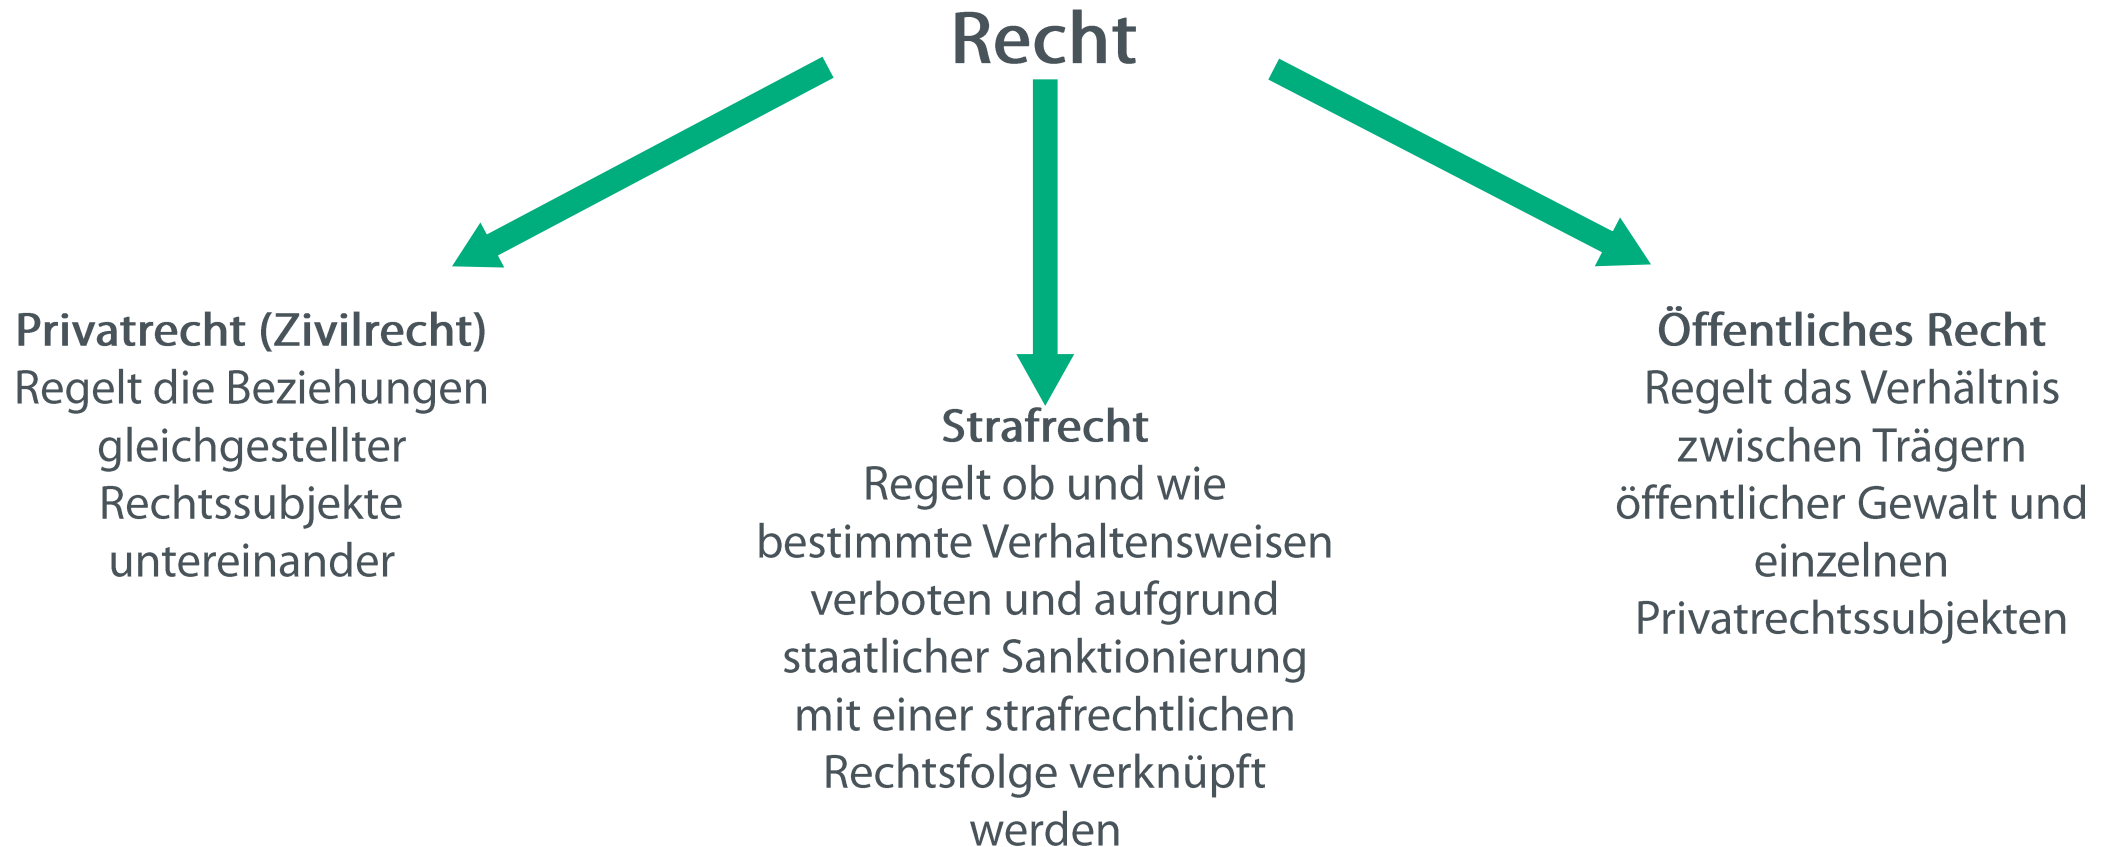 Recht
Privatrecht (Zivilrecht)
Regelt die Beziehungen
gleichgestellter
Rechtssubjekte
untereinander
Strafrecht
Regelt ob und wie
bestimmte Verhaltensweisen
verboten und aufgrund
staatlicher Sanktionierung
mit einer strafrechtlichen
Rechtsfolge verknüpft
werden
Öffentliches Recht
Regelt das Verhältnis
zwischen Trägern
öffentlicher Gewalt und
einzelnen
Privatrechtssubjekten